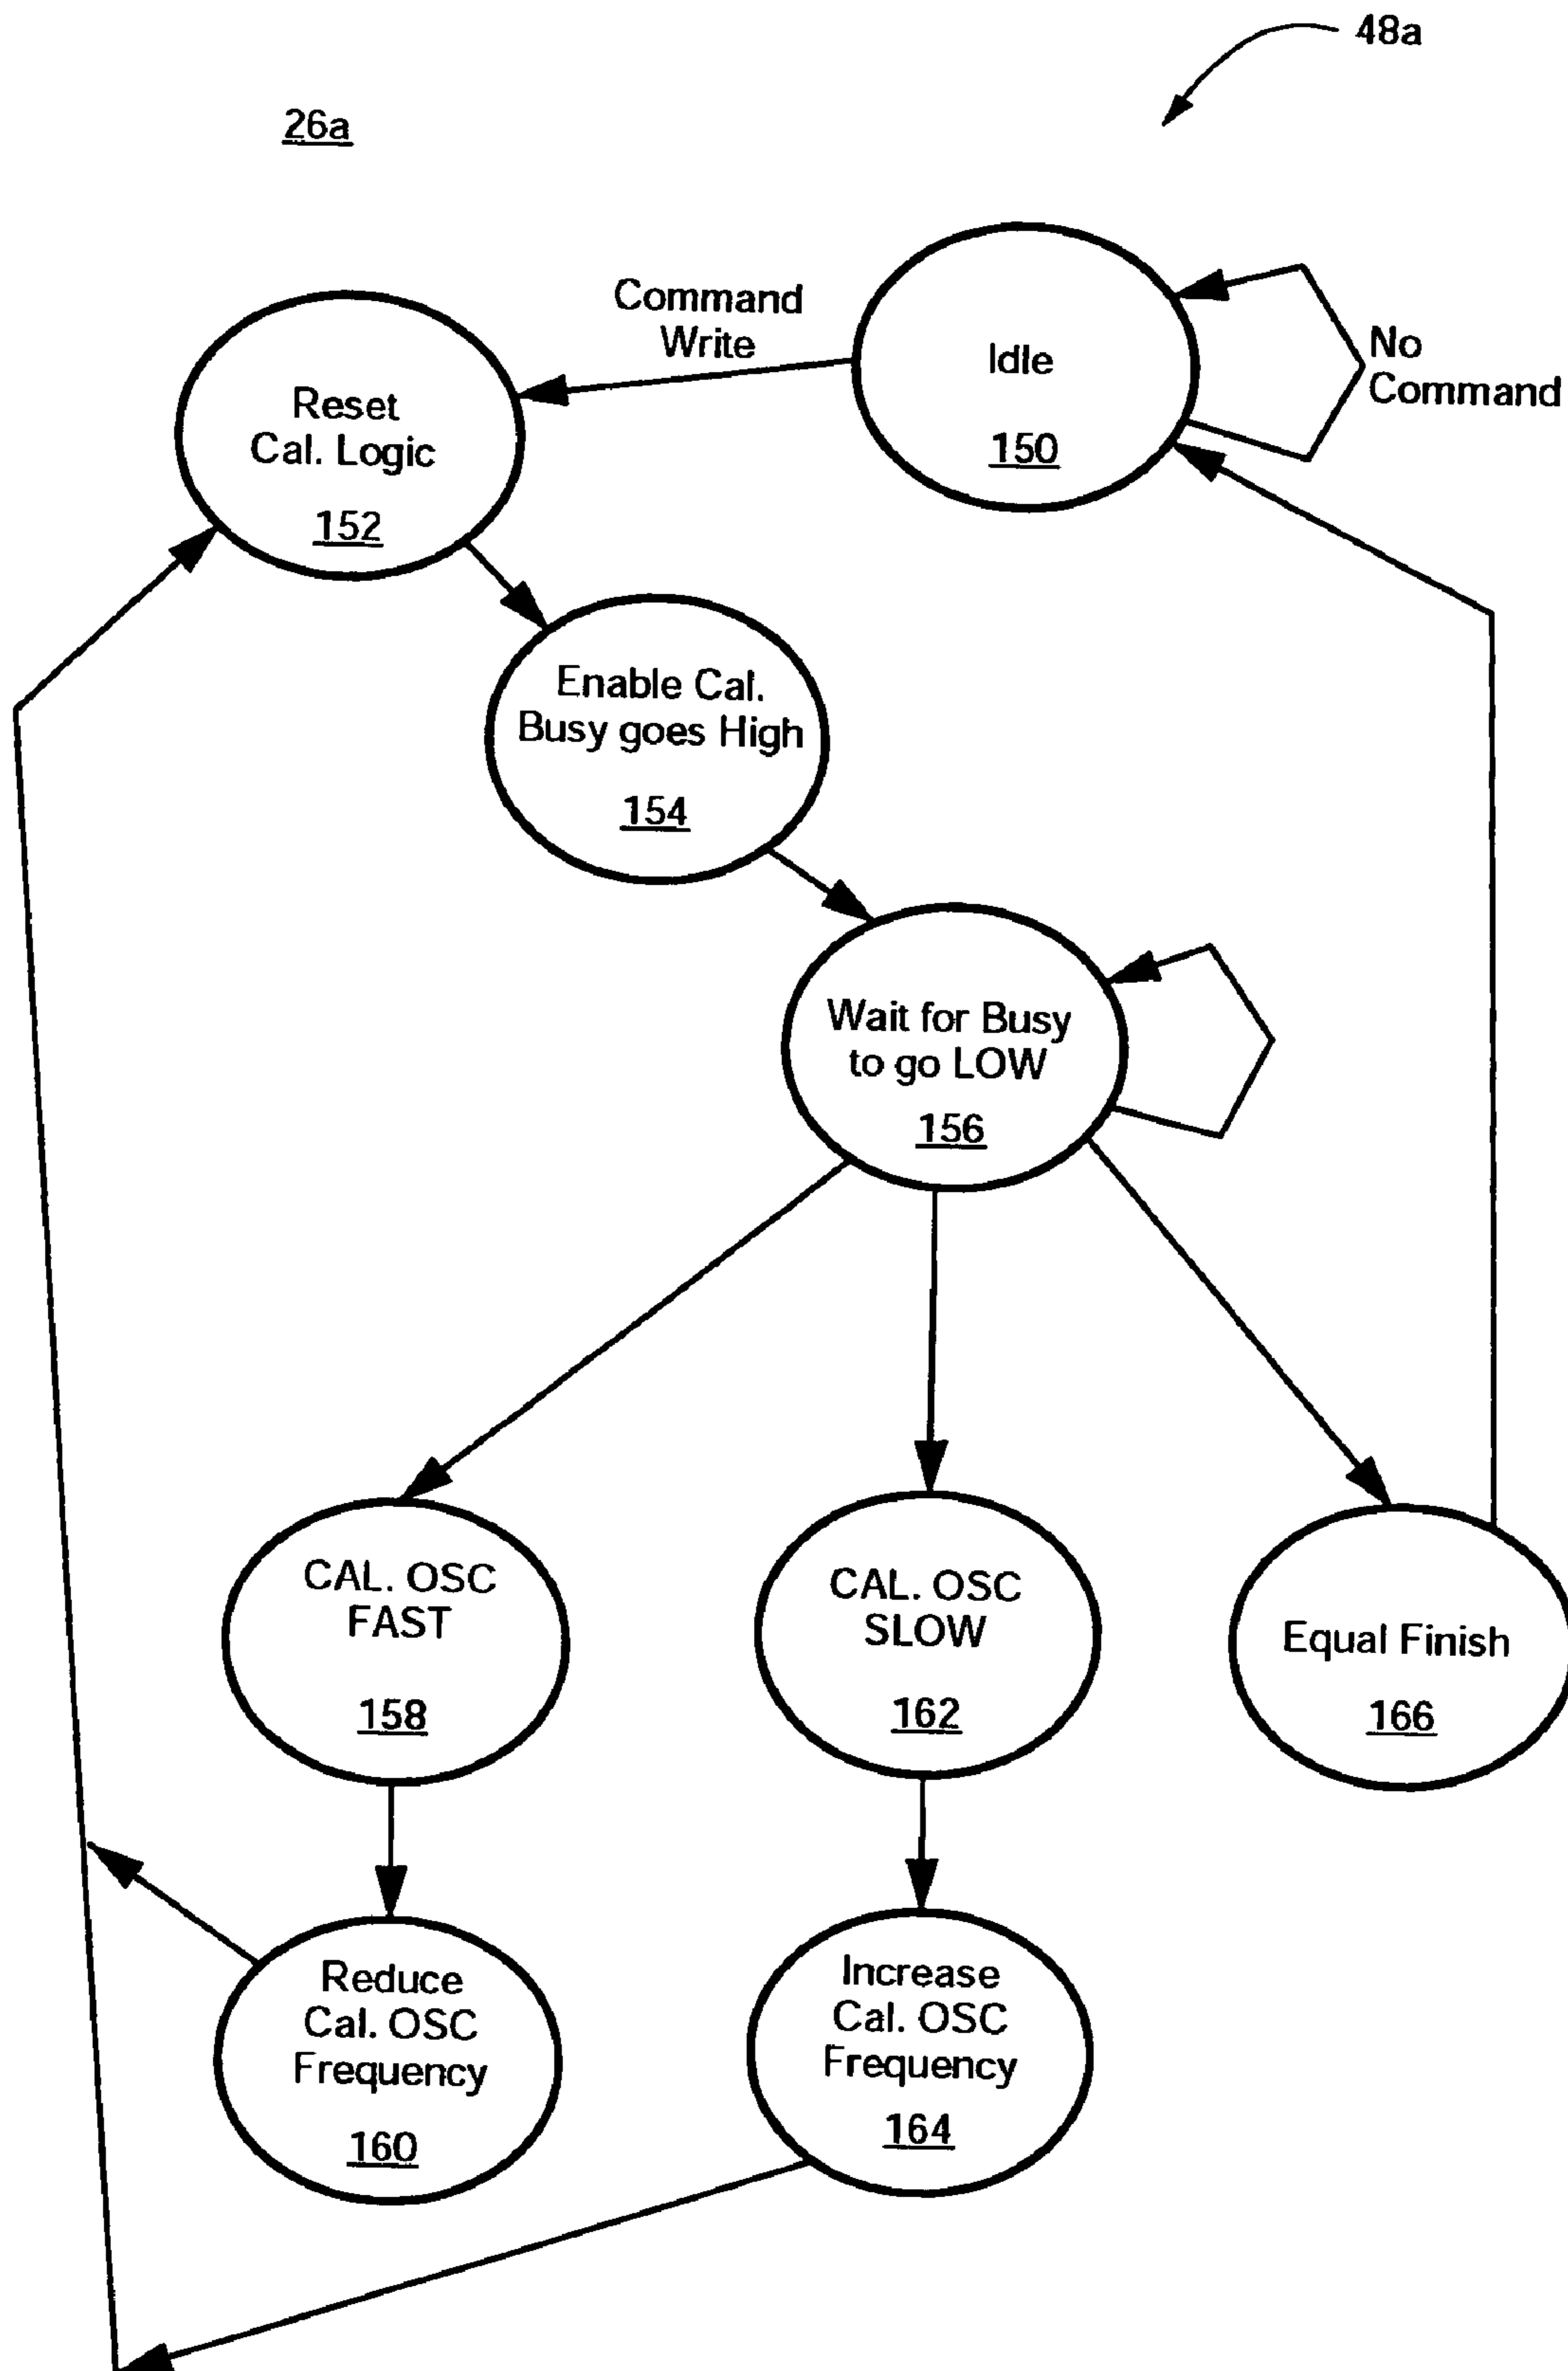 48a
26a
Command
Write
Idle
150
No
Command
Reset
Cal. Logic
152
Enable Cal.
Busy goes High
154
Wait for Busy
to go LOW
156
CAL. OSC
FAST
158
CAL. OSC
SLOW
162
Equal Finish
166
Reduce
Cal. OSC
Frequency
160
Increase
Cal. OSC
Frequency
164